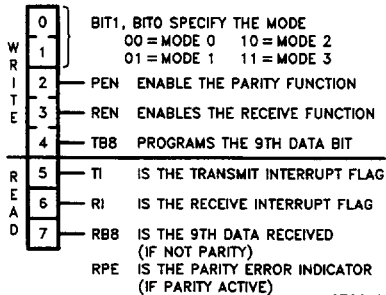 WRITE
0
1
BIT1, BIT0 SPECIFY THE MODE
00 = MODE 0 10 = MODE 2
01 = MODE 1 11 = MODE 3
2 PEN ENABLE THE PARITY FUNCTION
3 REN ENABLES THE RECEIVE FUNCTION
4 TB8 PROGRAMS THE 9TH DATA BIT
READ
5 TI IS THE TRANSMIT INTERRUPT FLAG
6 RI IS THE RECEIVE INTERRUPT FLAG
7 RB8 IS THE 9TH DATA RECEIVED
(IF NOT PARITY)
RPE IS THE PARITY ERROR INDICATOR
(IF PARITY ACTIVE)